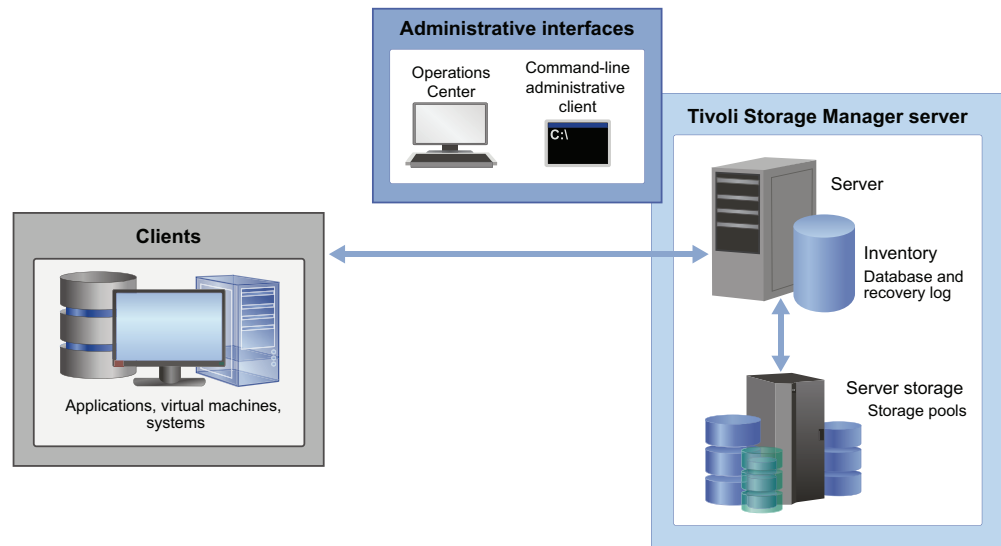 Administrative interfaces
Operations
Center
Command-line
administrative
client
C:\
Tivoli Storage Manager server
Server
Inventory
Database and
recovery log
Server storage
Storage pools
Clients
Applications, virtual machines,
systems